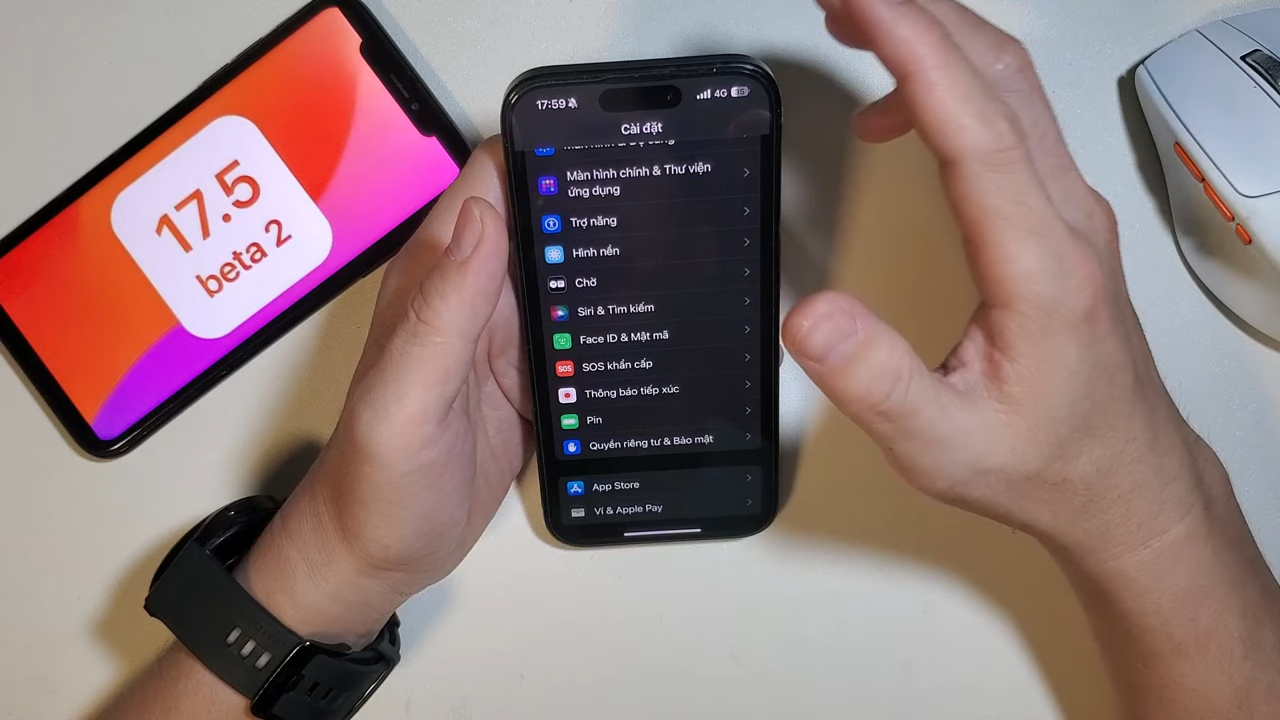 17.5
beta 2
17:59
4G
Cài đặt
Màn hình chính & Thư viện
ứng dụng
Trợ năng
Hình nền
Chờ
Siri & Tìm kiếm
Face ID & Mật mã
SOS
SOS khẩn cấp
Thông báo tiếp xúc
Pin
Quyền riêng tư & Bảo mật
App Store
Ví & Apple Pay